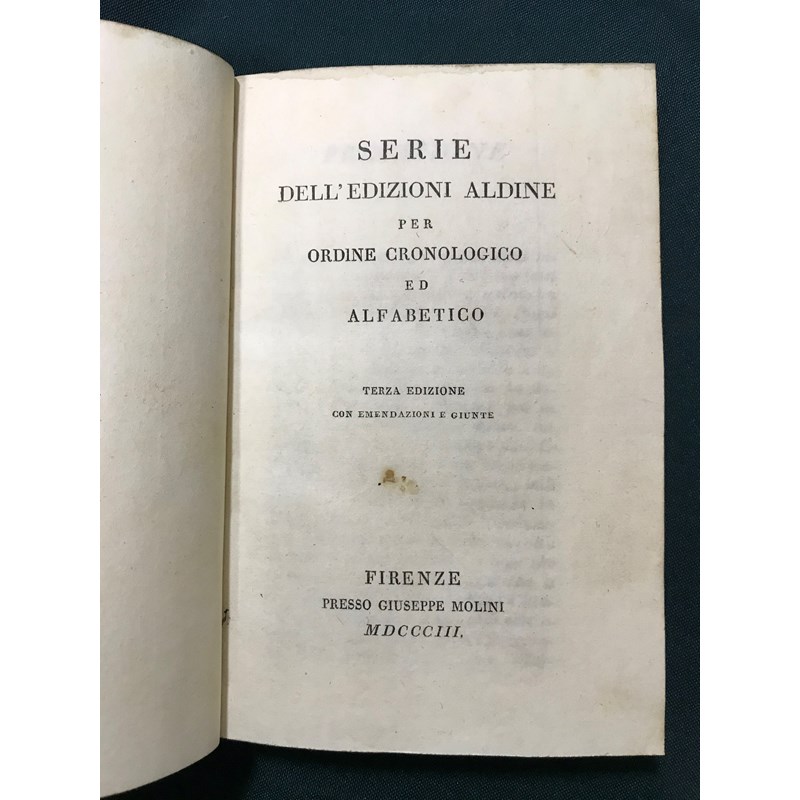 SERIE
DELL'EDIZIONI ALDINE
PER
ORDINE CRONOLOGICO
ED
ALFABETICO
TERZA EDIZIONE
CON EMENDAZIONI E GIUNTE
FIRENZE
PRESSO GIUSEPPE MOLINI
MDCCCIII.